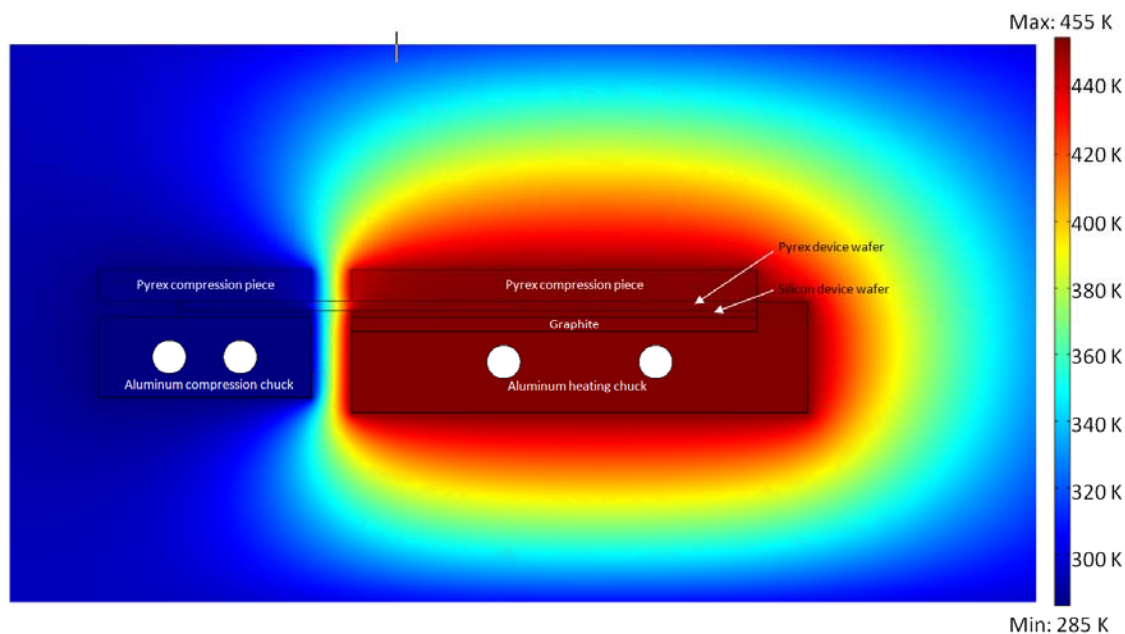 Max: 455 K
440 K
420 K
400 K
380 K
360 K
340 K
320 K
300 K
Min: 285 K
Pyrex device wafer
Silicon device wafer
Pyrex compression piece
Pyrex compression piece
Graphite
Aluminum compression chuck
Aluminum heating chuck